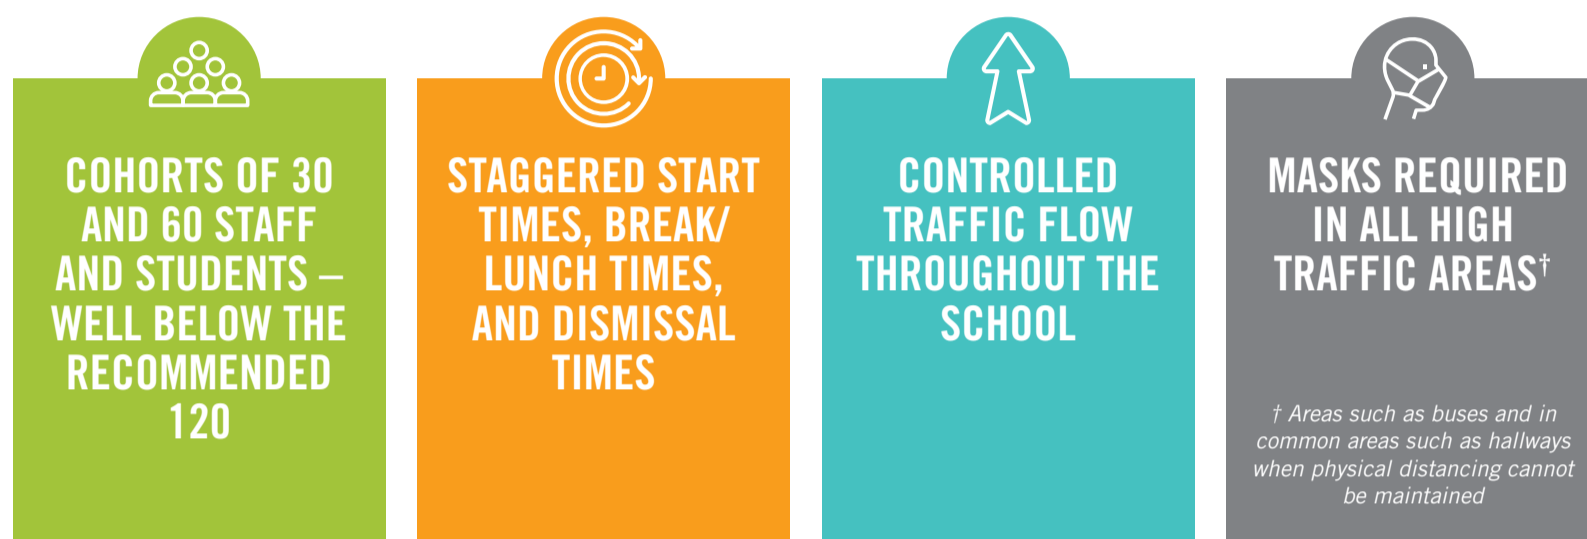 COHORTS OF 30
AND 60 STAFF
AND STUDENTS –
WELL BELOW THE
RECOMMENDED
120
STAGGERED START
TIMES, BREAK/
LUNCH TIMES,
AND DISMISSAL
TIMES
CONTROLLED
TRAFFIC FLOW
THROUGHOUT THE
SCHOOL
MASKS REQUIRED
IN ALL HIGH
TRAFFIC AREAS†
† Areas such as buses and in
common areas such as hallways
when physical distancing cannot
be maintained